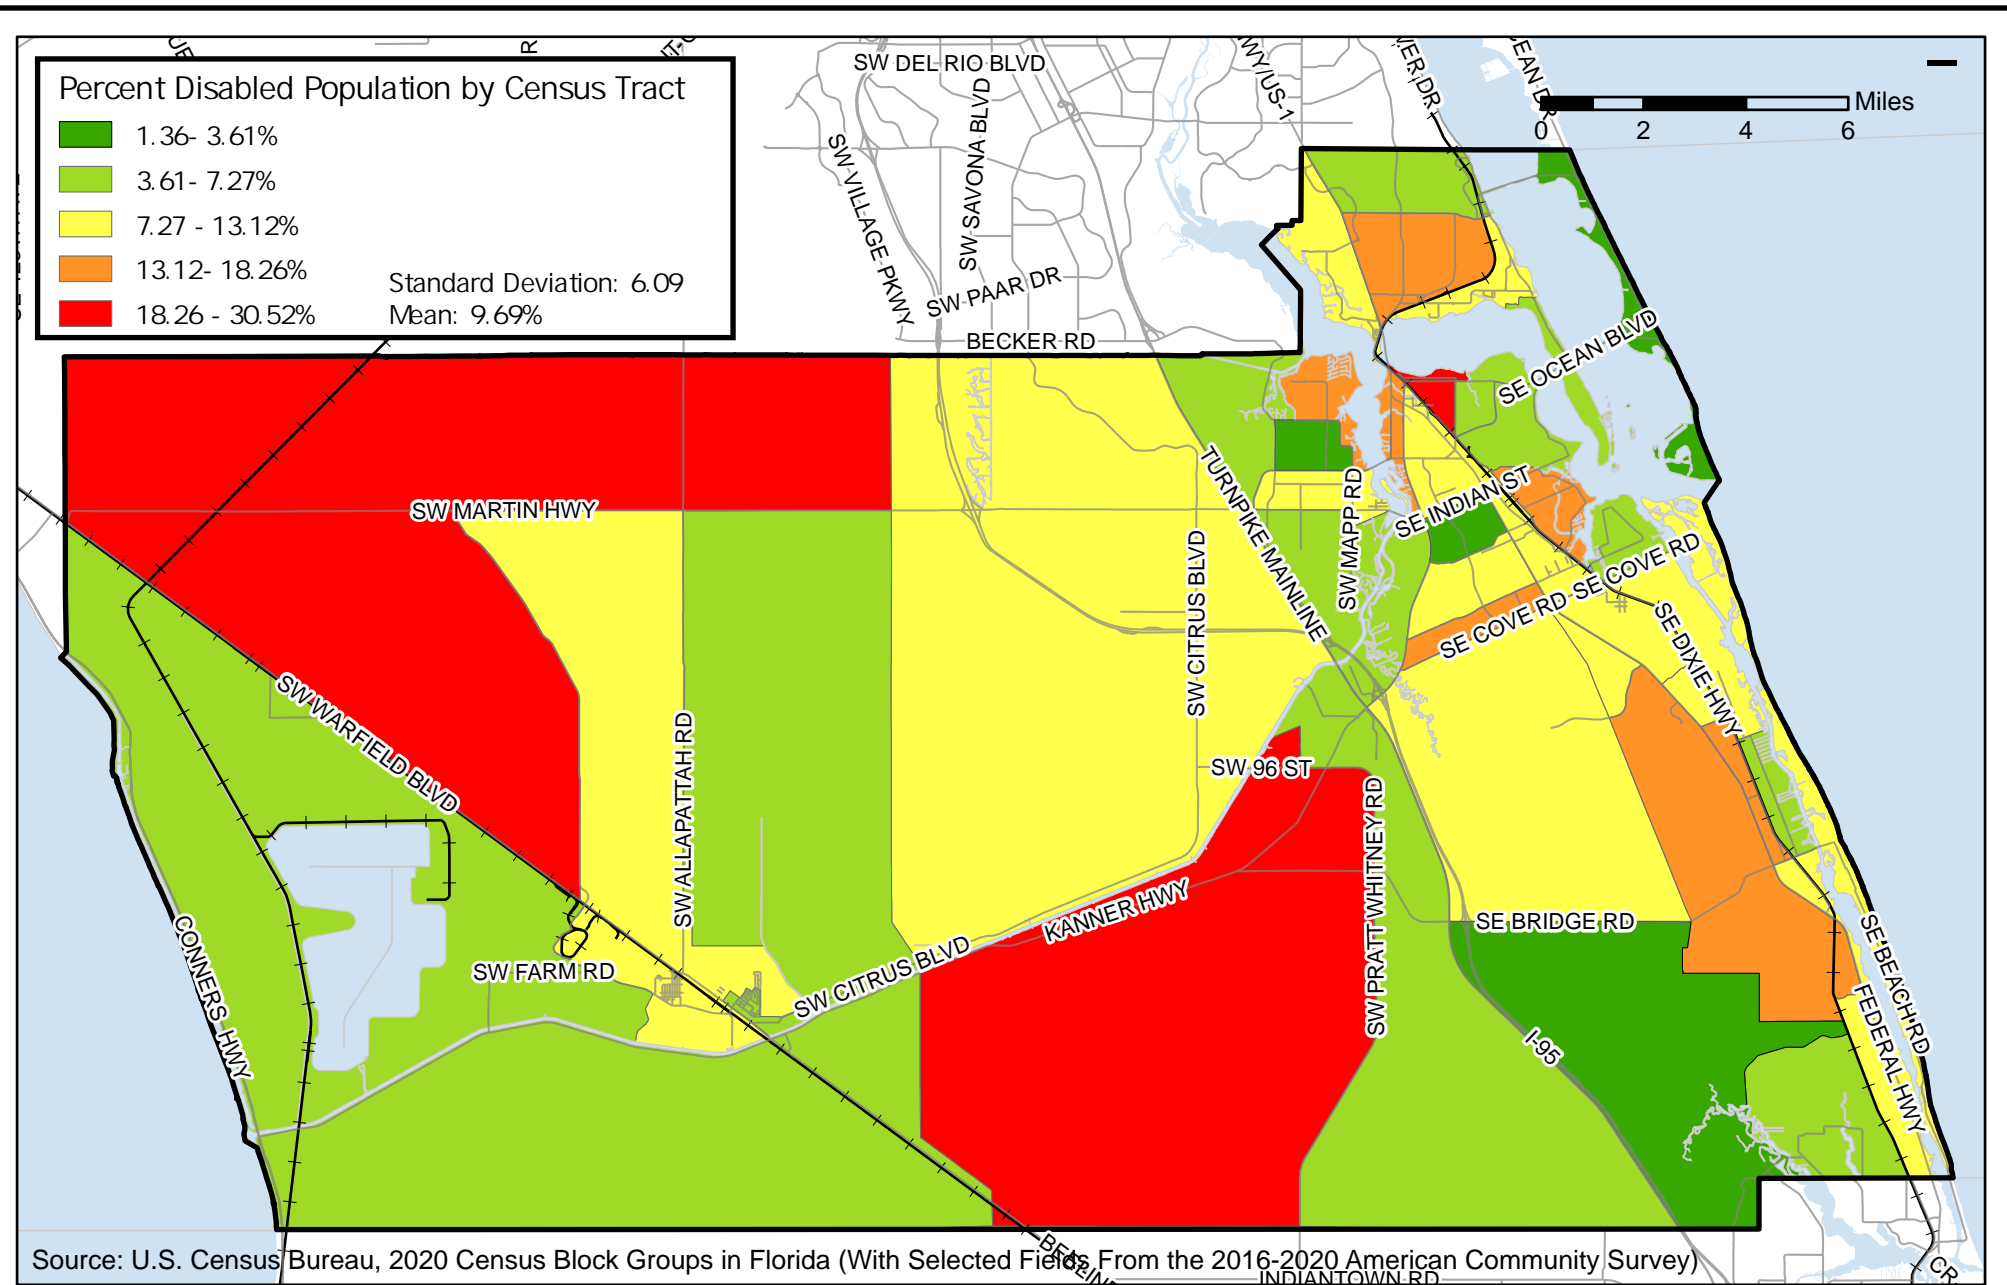 Percent Disabled Population by Census Tract
1.36- 3.61%
3.61- 7.27%
7.27 - 13.12%
13.12- 18.26%
18.26 - 30.52%
Standard Deviation: 6.09
Mean: 9.69%
Miles
0 2 4 6
SW DEL RIO BLVD
SW SAVONA BLVD
SW VILLAGE PKWY
SW PAAR DR
BECKER RD
HWY/US-1
SE OCEAN BLVD
SW MARTIN HWY
TURNPIKE MAINLINE
SW MAPP RD
SE INDIAN ST
SW CITRUS BLVD
SE COVE RD
SE COVE RD
SE DIXIE HWY
SW WARFIELD BLVD
SW ALLAPATTAH RD
SW 96 ST
SW PRATT WHITNEY RD
KANNER HWY
SE BRIDGE RD
CONNERS HWY
SW FARM RD
SW CITRUS BLVD
SE BEACH RD
FEDERAL HWY
I-95
Source: U.S. Census Bureau, 2020 Census Block Groups in Florida (With Selected Fields From the 2016-2020 American Community Survey)
INDIANTOWN RD